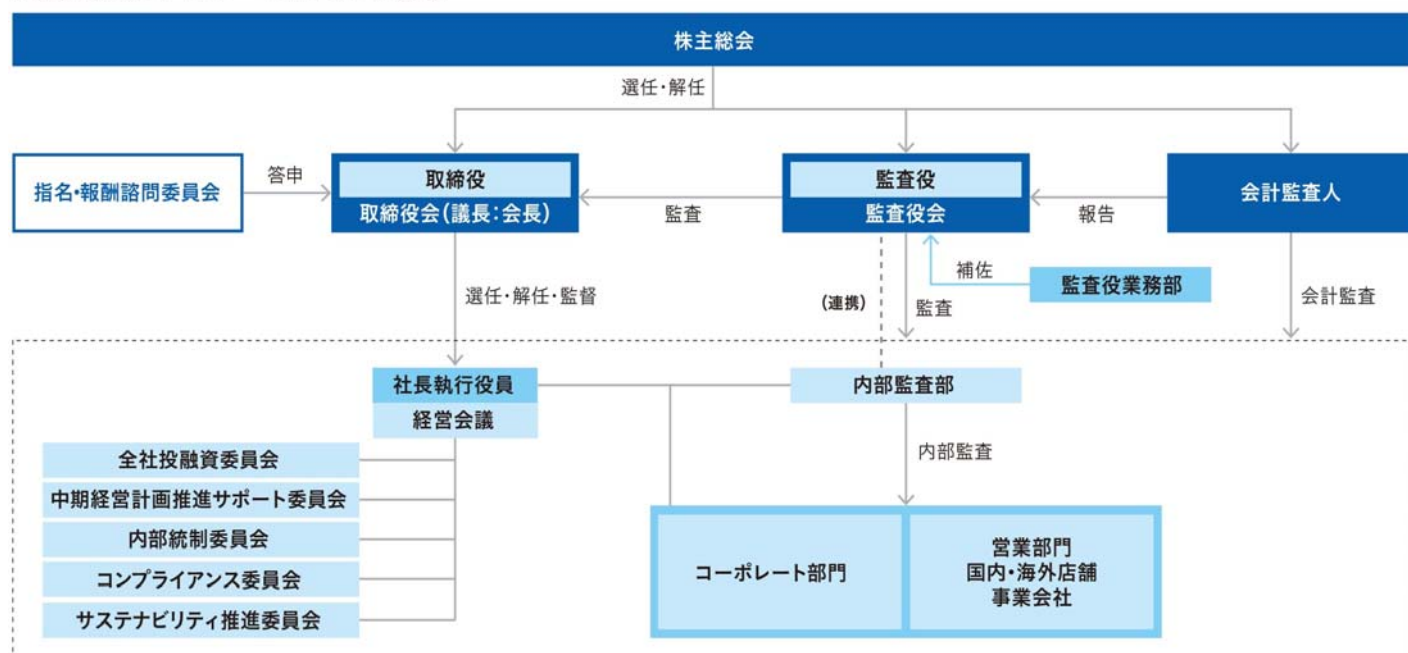 株主総会
選任・解任
指名・報酬諮問委員会
答申
取締役
取締役会(議長:会長)
監査
監査役
監査役会
報告
会計監査人
補佐
監査役業務部
選任・解任・監督
(連携)
監査
会計監査
社長執行役員
経営会議
内部監査部
全社投融資委員会
中期経営計画推進サポート委員会
内部統制委員会
コンプライアンス委員会
サステナビリティ推進委員会
内部監査
コーポレート部門
営業部門
国内・海外店舗
事業会社